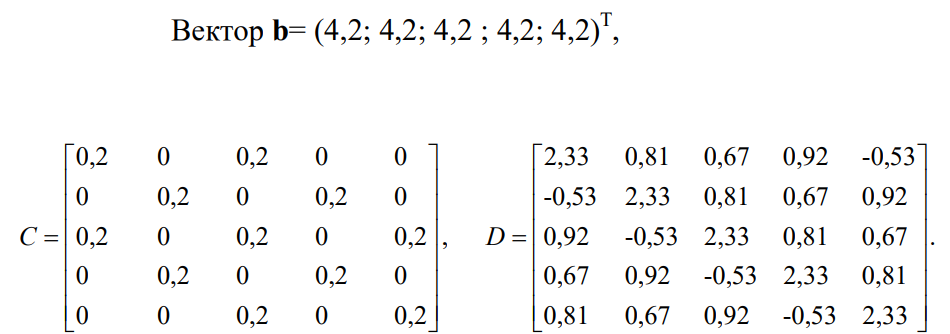 Вектор b= (4,2; 4,2; 4,2 ; 4,2; 4,2)ᵀ,
0,2 0 0,2 0 0 2,33 0,81 0,67 0,92 -0,53
0 0,2 0 0,2 0 -0,53 2,33 0,81 0,67 0,92
C = 0,2 0 0,2 0 0,2 , D = 0,92 -0,53 2,33 0,81 0,67 .
0 0,2 0 0,2 0 0,67 0,92 -0,53 2,33 0,81
0 0 0,2 0 0,2 0,81 0,67 0,92 -0,53 2,33